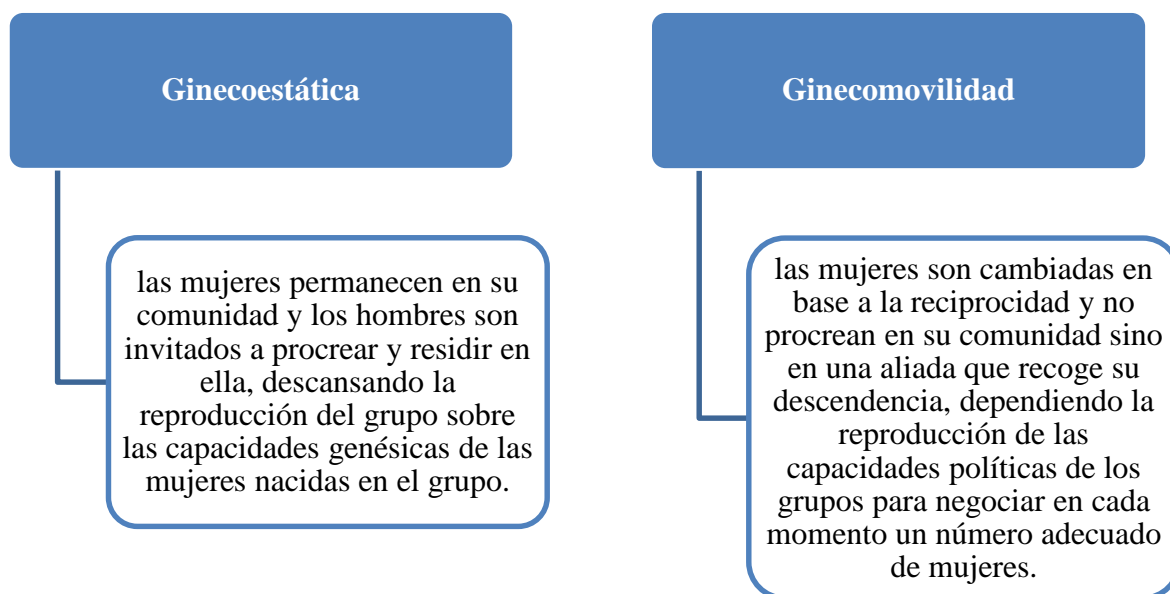 Ginecoestática
las mujeres permanecen en su
comunidad y los hombres son
invitados a procrear y residir en
ella, descansando la
reproducción del grupo sobre
las capacidades genésicas de las
mujeres nacidas en el grupo.
Ginecomovilidad
las mujeres son cambiadas en
base a la reciprocidad y no
procrean en su comunidad sino
en una aliada que recoge su
descendencia, dependiendo la
reproducción de las
capacidades políticas de los
grupos para negociar en cada
momento un número adecuado
de mujeres.